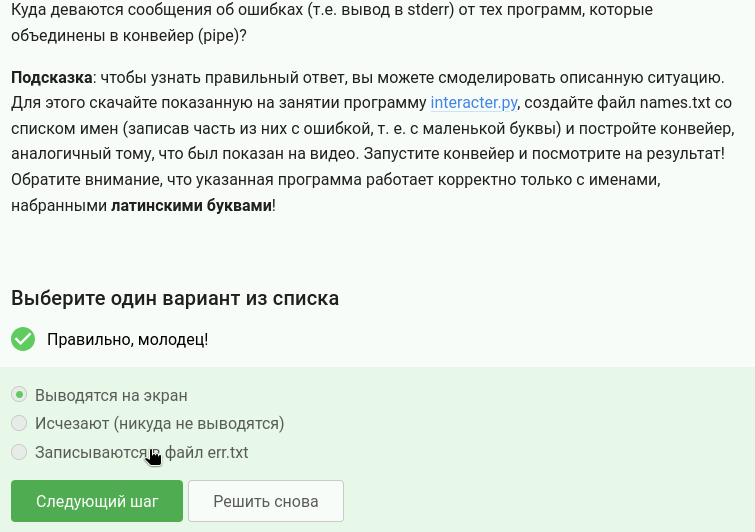 Куда деваются сообщения об ошибках (т.е. вывод в stderr) от тех программ, которые
объединены в конвейер (pipe)?
Подсказка: чтобы узнать правильный ответ, вы можете смоделировать описанную ситуацию.
Для этого скачайте показанную на занятии программу interacter.py, создайте файл names.txt со
списком имен (записав часть из них с ошибкой, т. е. с маленькой буквы) и постройте конвейер,
аналогичный тому, что был показан на видео. Запустите конвейер и посмотрите на результат!
Обратите внимание, что указанная программа работает корректно только с именами,
набранными латинскими буквами!
Выберите один вариант из списка
Правильно, молодец!
Выводятся на экран
Исчезают (никуда не выводятся)
Записываются в файл err.txt
Следующий шаг
Решить снова